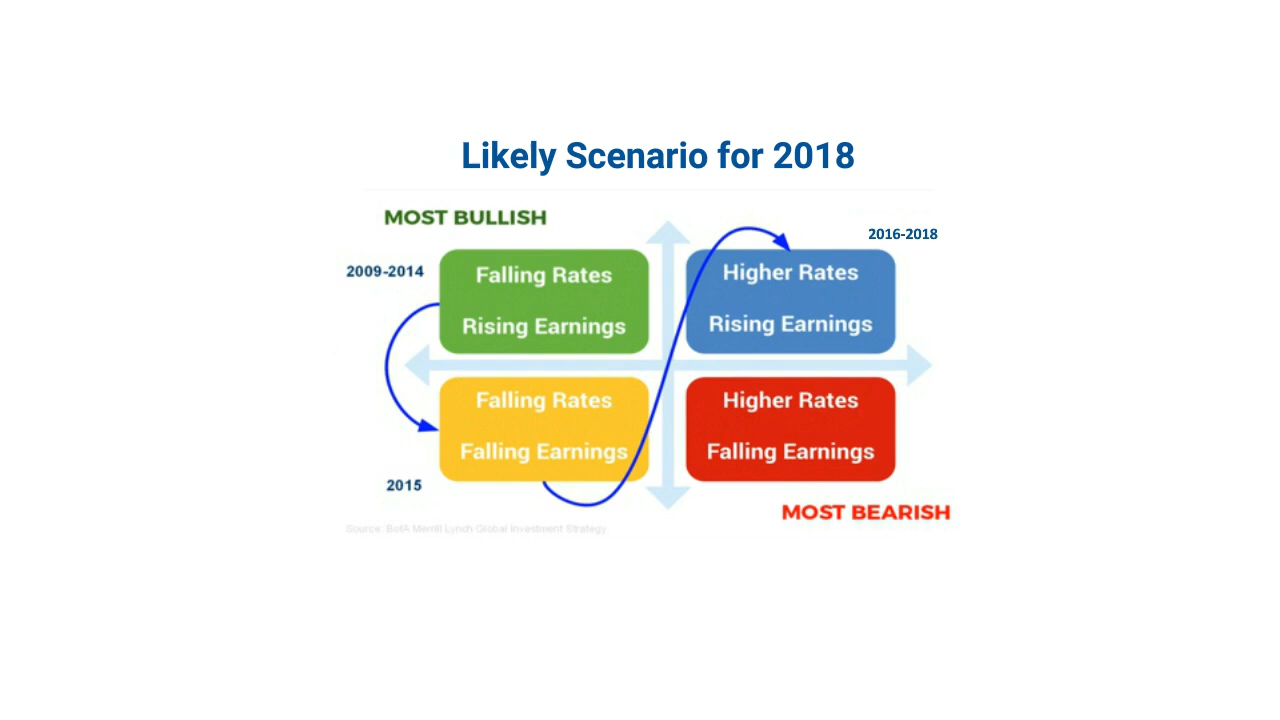 Likely Scenario for 2018
MOST BULLISH
2016-2018
2009-2014
Falling Rates
Rising Earnings
Higher Rates
Rising Earnings
Falling Rates
Falling Earnings
Higher Rates
Falling Earnings
2015
MOST BEARISH
Source: BofA Merrill Lynch Global Investment Strategy